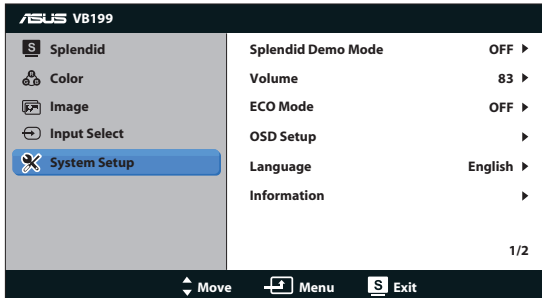 ASUS VB199
S Splendid
Color
Image
Input Select
System Setup
Splendid Demo Mode OFF
Volume 83
ECO Mode OFF
OSD Setup
Language English
Information
1/2
Move Menu S Exit